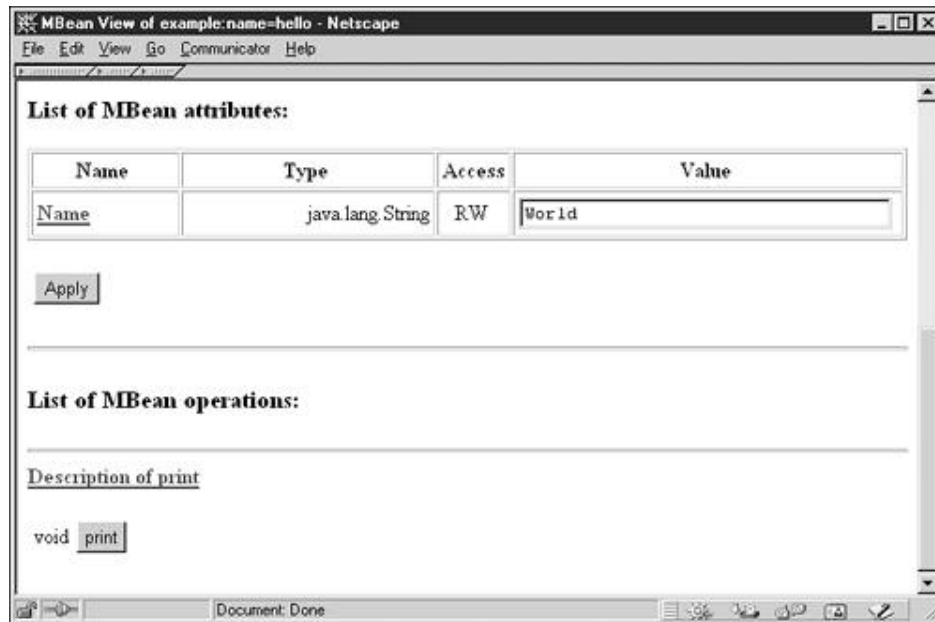 MBean View of example:name=hello - Netscape
File Edit View Go Communicator Help
List of MBean attributes:
Name Type Access Value
Name java.lang.String RW World
Apply
List of MBean operations:
Description of print
void print
Document: Done